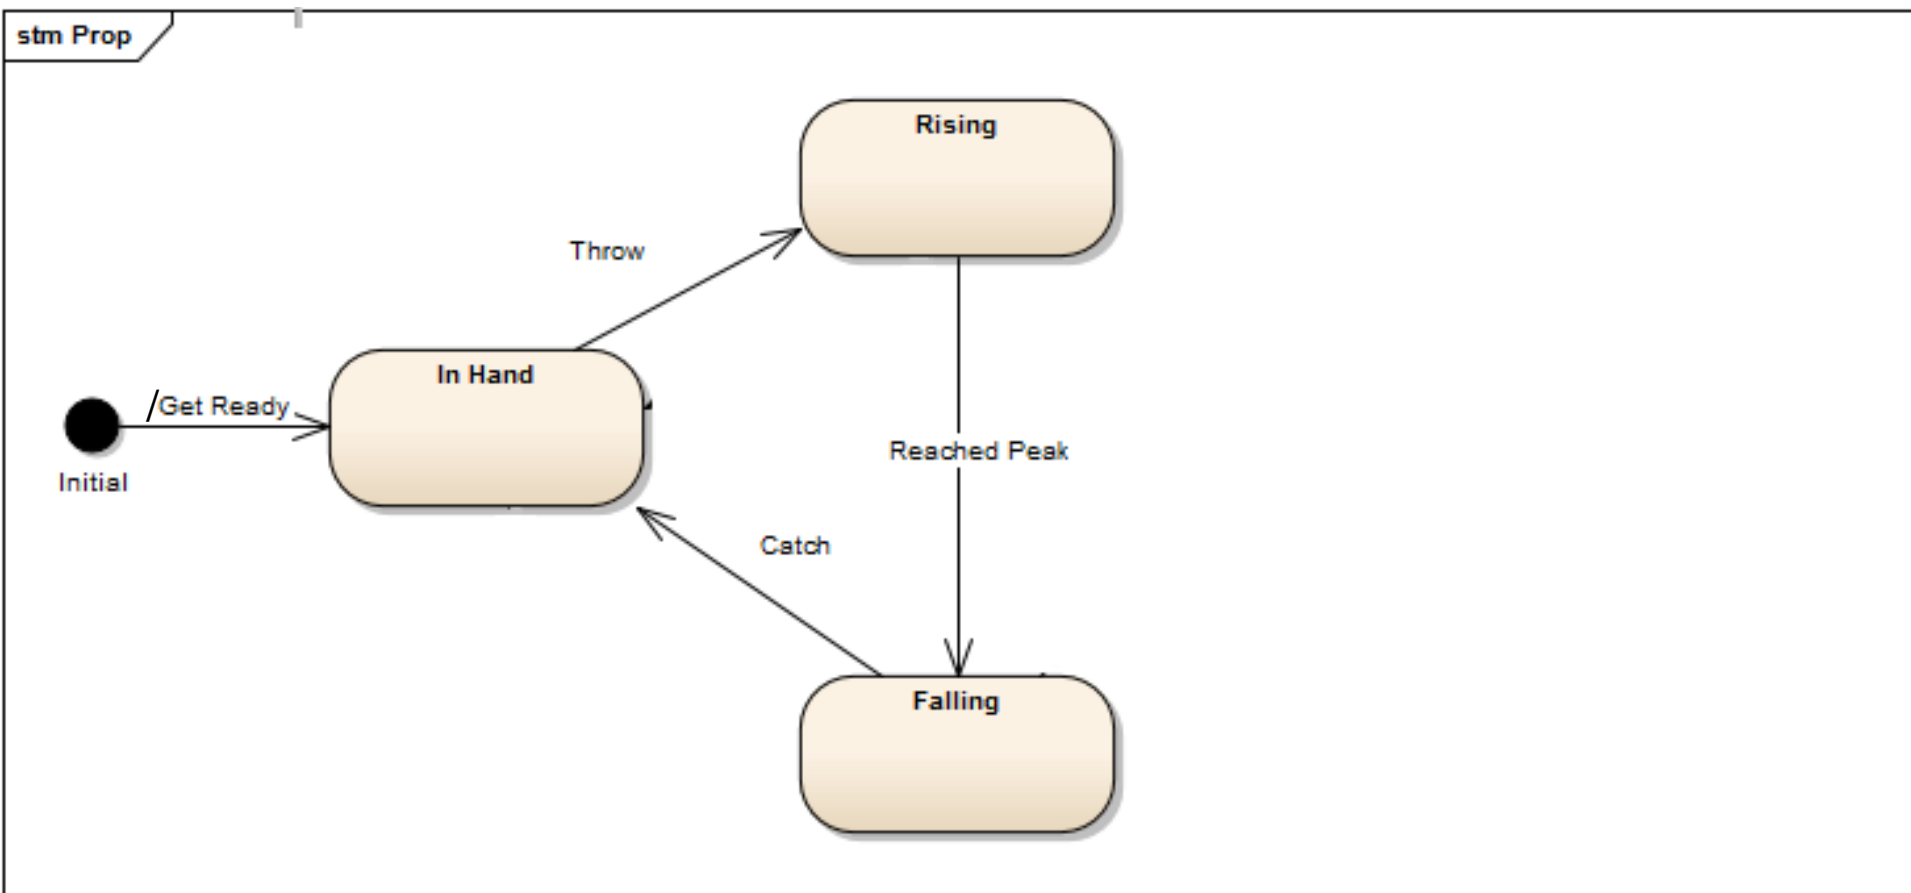 stm Prop
Rising
Throw
In Hand
/Get Ready
Initial
Reached Peak
Catch
Falling